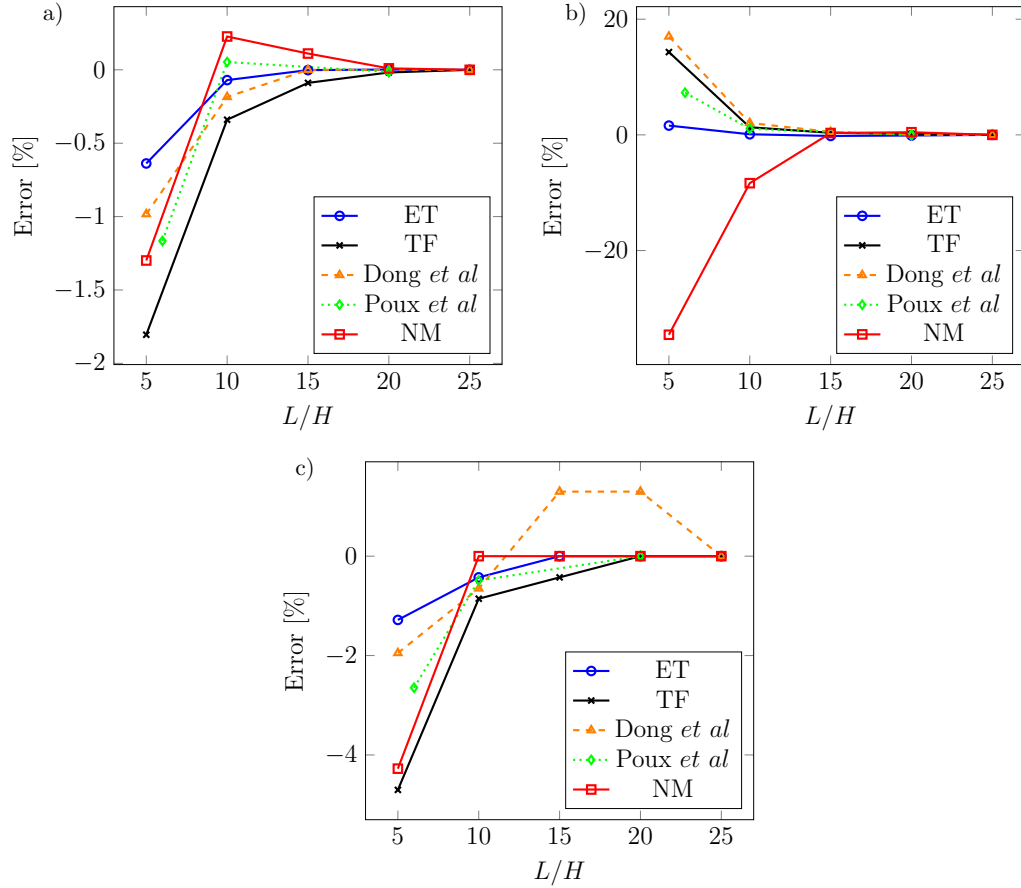 a)
0
−0.5
−1
−1.5
−2
Error [%]
5 10 15 20 25
L/H
ET
TF
Dong et al
Poux et al
NM
b)
20
0
−20
Error [%]
5 10 15 20 25
L/H
ET
TF
Dong et al
Poux et al
NM
c)
0
−2
−4
Error [%]
5 10 15 20 25
L/H
ET
TF
Dong et al
Poux et al
NM